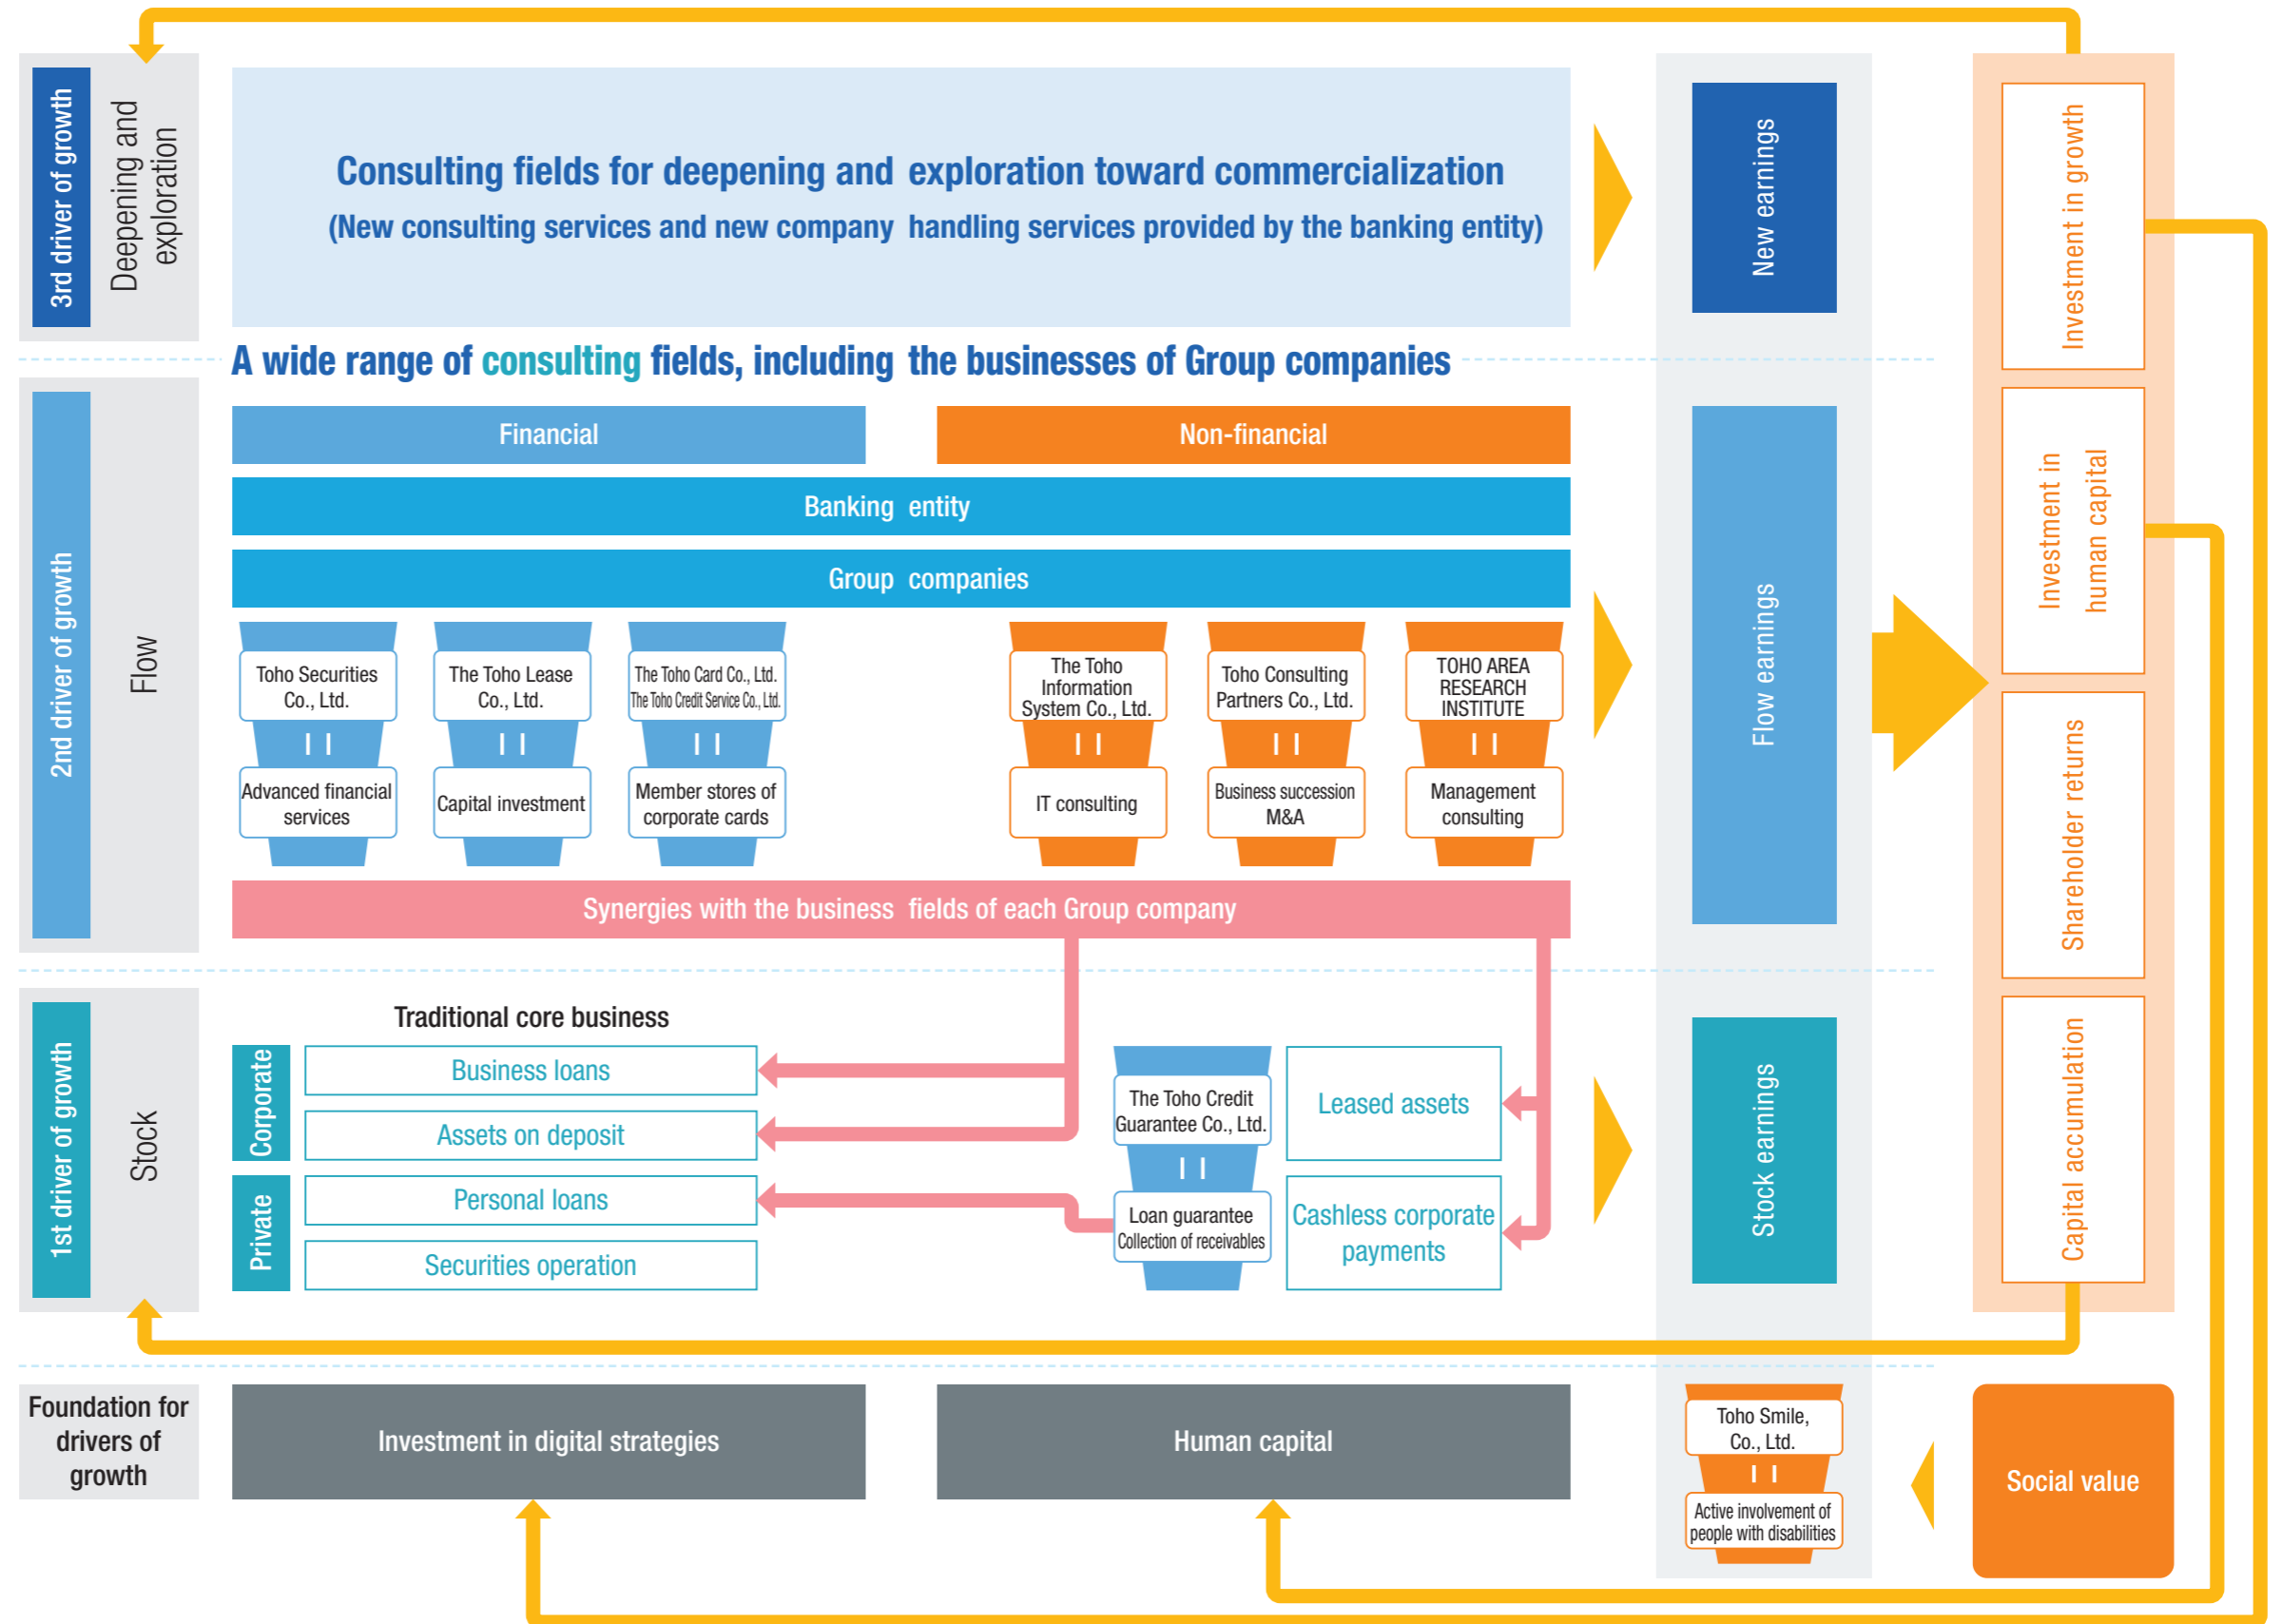 3rd driver of growth
Deepening and
exploration
Consulting fields for deepening and exploration toward commercialization
(New consulting services and new company handling services provided by the banking entity)
New earnings
Investment in growth
A wide range of consulting fields, including the businesses of Group companies
2nd driver of growth
Flow
Financial
Non-financial
Banking entity
Group companies
Toho Securities
Co., Ltd.
Advanced financial
services
The Toho Lease
Co., Ltd.
Capital investment
The Toho Card Co., Ltd.
The Toho Credit Service Co., Ltd.
Member stores of
corporate cards
The Toho
Information
System Co., Ltd.
IT consulting
Toho Consulting
Partners Co., Ltd.
Business succession
M&A
TOHO AREA
RESEARCH
INSTITUTE
Management
consulting
Synergies with the business fields of each Group company
Flow earnings
Investment in
human capital
Shareholder returns
1st driver of growth
Stock
Traditional core business
Corporate
Business loans
Assets on deposit
Private
Personal loans
Securities operation
The Toho Credit
Guarantee Co., Ltd.
Loan guarantee
Collection of receivables
Leased assets
Cashless corporate
payments
Stock earnings
Capital accumulation
Foundation for
drivers of
growth
Investment in digital strategies
Human capital
Toho Smile,
Co., Ltd.
Active involvement of
people with disabilities
Social value